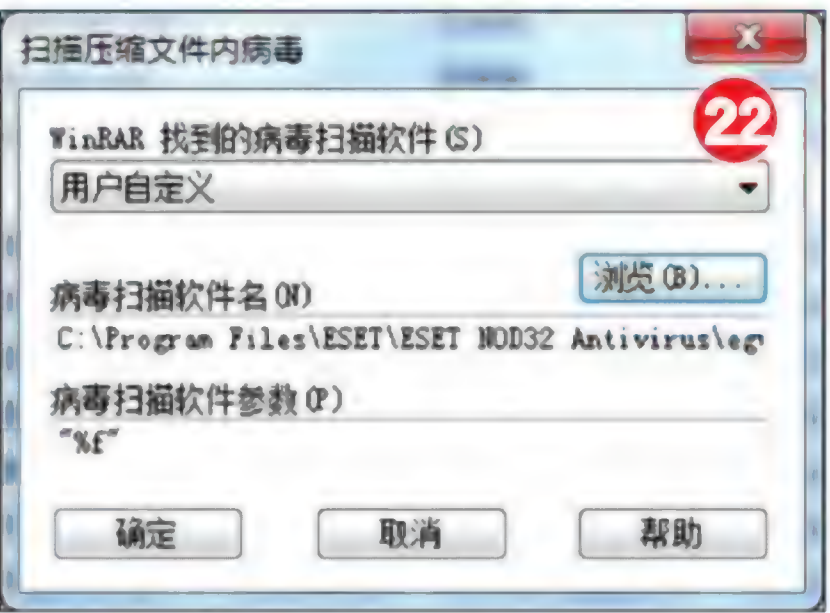 扫描压缩文件内病毒
22
WinRAR 找到的病毒扫描软件(S)
用户自定义
浏览(B)...
病毒扫描软件名(N)
C:\Program Files\ESET\ESET NOD32 Antivirus\eg
病毒扫描软件参数(P)
"%f"
确定 取消 帮助